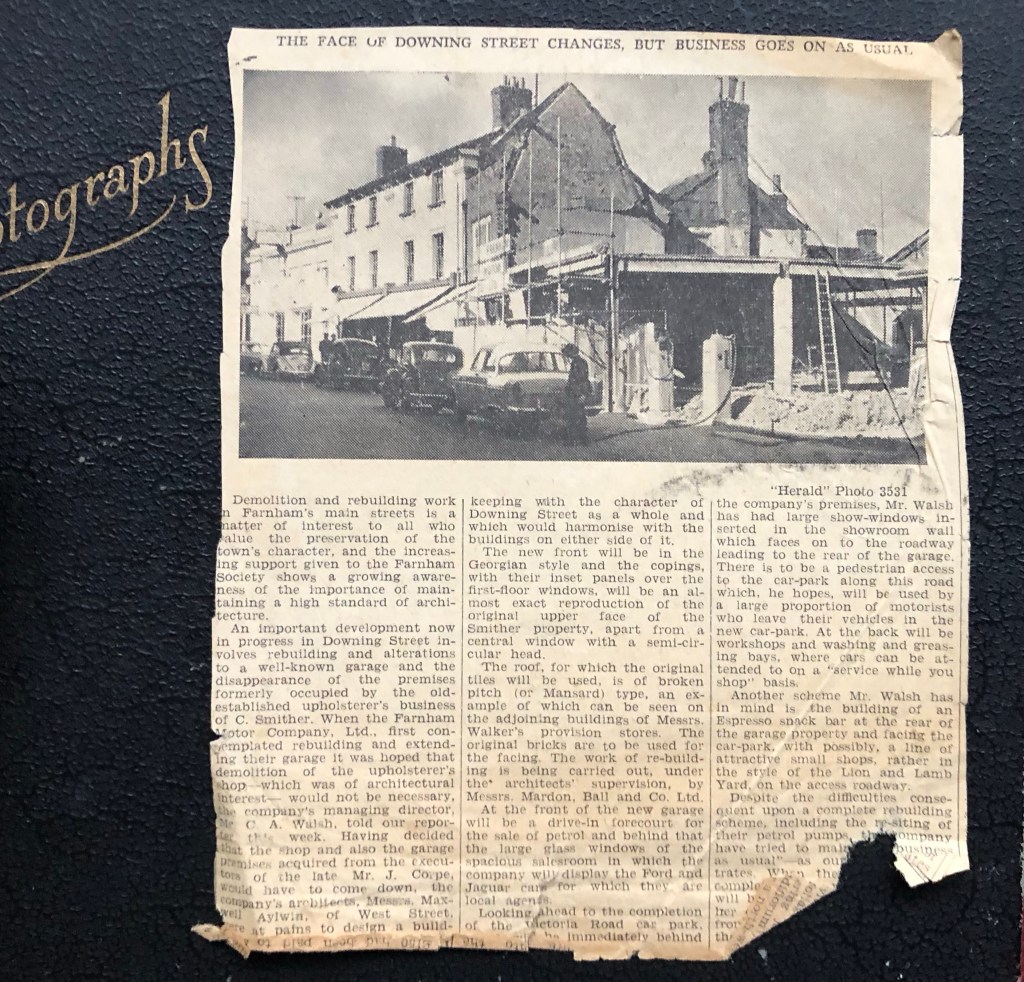 otographs
THE FACE OF DOWNING STREET CHANGES, BUT BUSINESS GOES ON AS USUAL
"Herald" Photo 3531
Demolition and rebuilding work
n Farnham's main streets is a
matter of interest to all who
value the preservation of the
town's character, and the increas-
ing support given to the Farnham
Society shows a growing aware-
ness of the importance of main-
taining a high standard of archi-
tecture.
An important development now
in progress in Downing Street in-
volves rebuilding and alterations
to a well-known garage and the
disappearance of the premises
formerly occupied by the old-
established upholsterer's business
of C. Smither. When the Farnham
Motor Company, Ltd., first con-
templated rebuilding and extend-
ing their garage it was hoped that
demolition of the upholsterer's
shop—which was of architectural
interest— would not be necessary,
the company's managing director,
Mr C. A. Walsh, told our repor-
ter this week. Having decided
that the shop and also the garage
premises acquired from the execu-
tors of the late Mr. J. Corpe,
would have to come down, the
company's architects, Messrs. Max-
well Aylwin, of West Street,
were at pains to design a build-
keeping with the character of
Downing Street as a whole and
which would harmonise with the
buildings on either side of it.
The new front will be in the
Georgian style and the copings,
with their inset panels over the
first-floor windows, will be an al-
most exact reproduction of the
original upper face of the
Smither property, apart from a
central window with a semi-cir-
cular head.
The roof, for which the original
tiles will be used, is of broken
pitch (or Mansard) type, an ex-
ample of which can be seen on
the adjoining buildings of Messrs.
Walker's provision stores. The
original bricks are to be used for
the facing. The work of re-build-
ing is being carried out, under
the architects' supervision, by
Messrs. Mardon, Ball and Co. Ltd.
At the front of the new garage
will be a drive-in forecourt for
the sale of petrol and behind that
the large glass windows of the
spacious salesroom in which the
company will display the Ford and
Jaguar cars for which they are
local agents.
Looking ahead to the completion
of the Victoria Road car park,
be immediately behind
the company's premises, Mr. Walsh
has had large show-windows in-
serted in the showroom wall
which faces on to the roadway
leading to the rear of the garage.
There is to be a pedestrian access
to the car-park along this road
which, he hopes, will be used by
a large proportion of motorists
who leave their vehicles in the
new car-park. At the back will be
workshops and washing and greas-
ing bays, where cars can be at-
tended to on a "service while you
shop" basis.
Another scheme Mr. Walsh has
in mind is the building of an
Espresso snack bar at the rear of
the garage property and facing the
car-park, with possibly, a line of
attractive small shops, rather in
the style of the Lion and Lamb
Yard, on the access roadway.
Despite the difficulties conse-
quent upon a complete rebuilding
scheme, including the re-siting of
their petrol pumps, the company
have tried to mak business
as usual"—as ou
trates. When the
comple
will b
her
fron
th